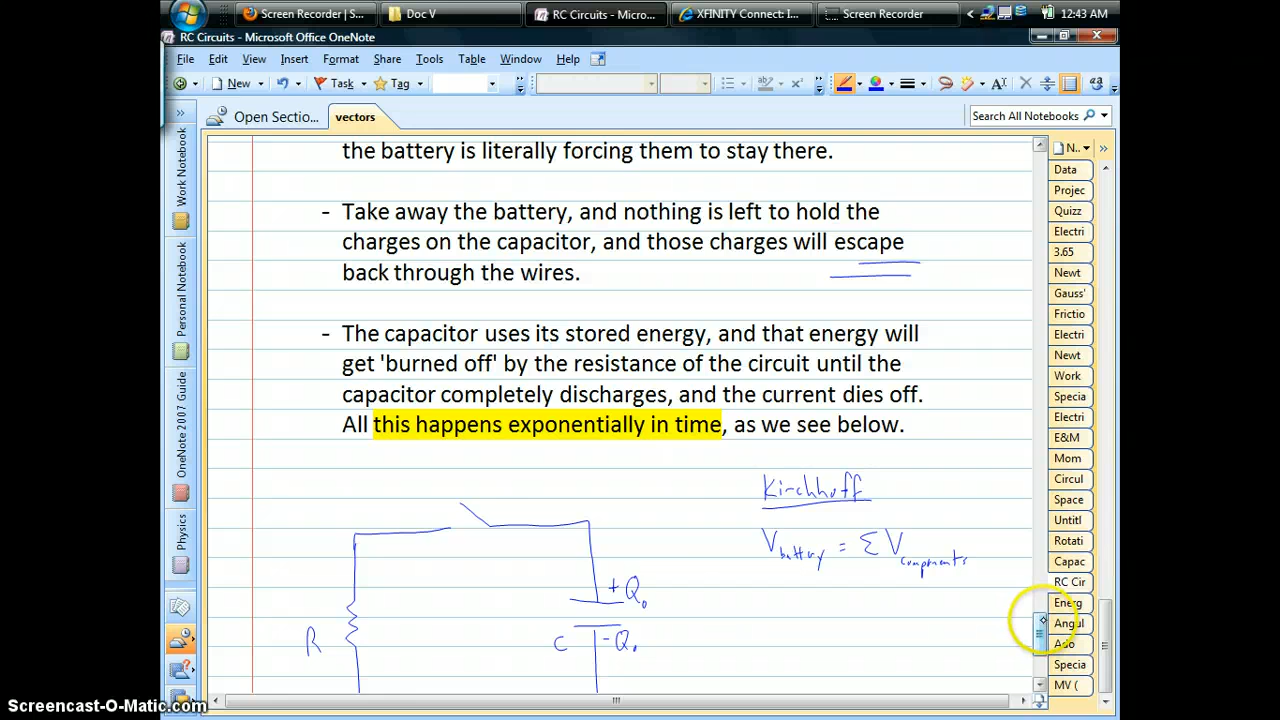 Screen Recorder | S...
Doc V
RC Circuits - Micro...
XFINITY Connect: I...
Screen Recorder
12:43 AM
RC Circuits - Microsoft Office OneNote
File Edit View Insert Format Share Tools Table Window Help
New Task Tag
Open Sectio... vectors
Search All Notebooks
N..
Work Notebook
Personal Notebook
OneNote 2007 Guide
Physics
the battery is literally forcing them to stay there.
- Take away the battery, and nothing is left to hold the
charges on the capacitor, and those charges will escape
back through the wires.
- The capacitor uses its stored energy, and that energy will
get 'burned off' by the resistance of the circuit until the
capacitor completely discharges, and the current dies off.
All this happens exponentially in time, as we see below.
Kirchhoff
V battery = Σ V components
+Q₀
R
C
-Q₀
Data
Projec
Quizz
Electri
3.65
Newt
Gauss'
Frictio
Electri
Newt
Work
Specia
Electri
E&M
Mom
Circul
Space
Untitl
Rotati
Capac
RC Cir
Energ
Angul
Ado
Specia
MV (
Screencast-O-Matic.com